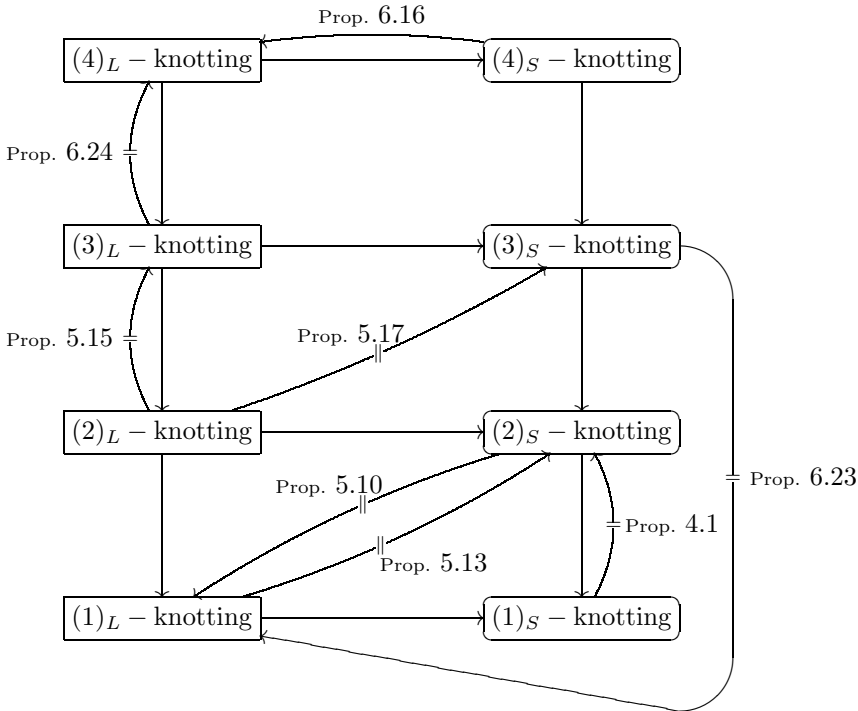 Prop. 6.16
(4)_L − knotting (4)_S − knotting
Prop. 6.24
(3)_L − knotting (3)_S − knotting
Prop. 5.15
Prop. 5.17
(2)_L − knotting (2)_S − knotting
Prop. 6.23
Prop. 5.10
Prop. 4.1
Prop. 5.13
(1)_L − knotting (1)_S − knotting